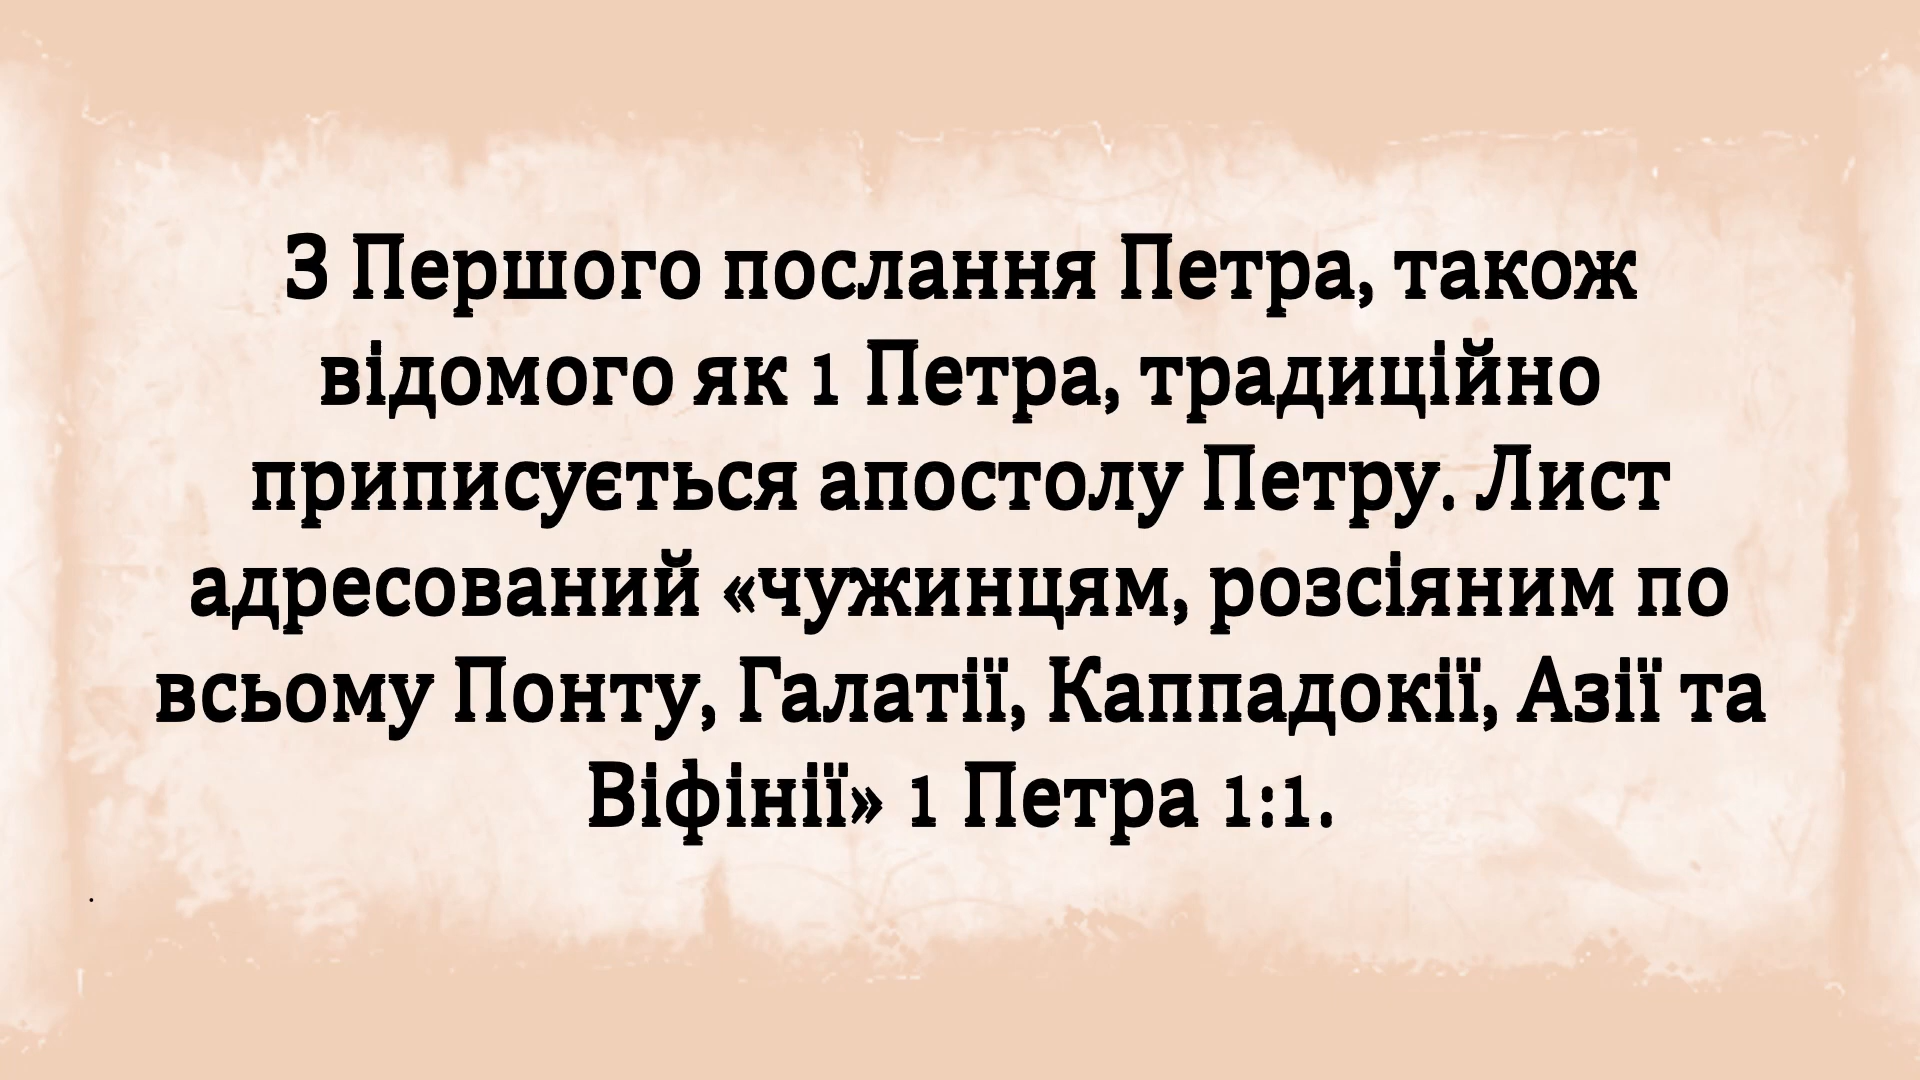 З Першого послання Петра, також
відомого як 1 Петра, традиційно
приписується апостолу Петру. Лист
адресований «чужинцям, розсіяним по
всьому Понту, Галатії, Каппадокії, Азії та
Віфінії» 1 Петра 1:1.
.